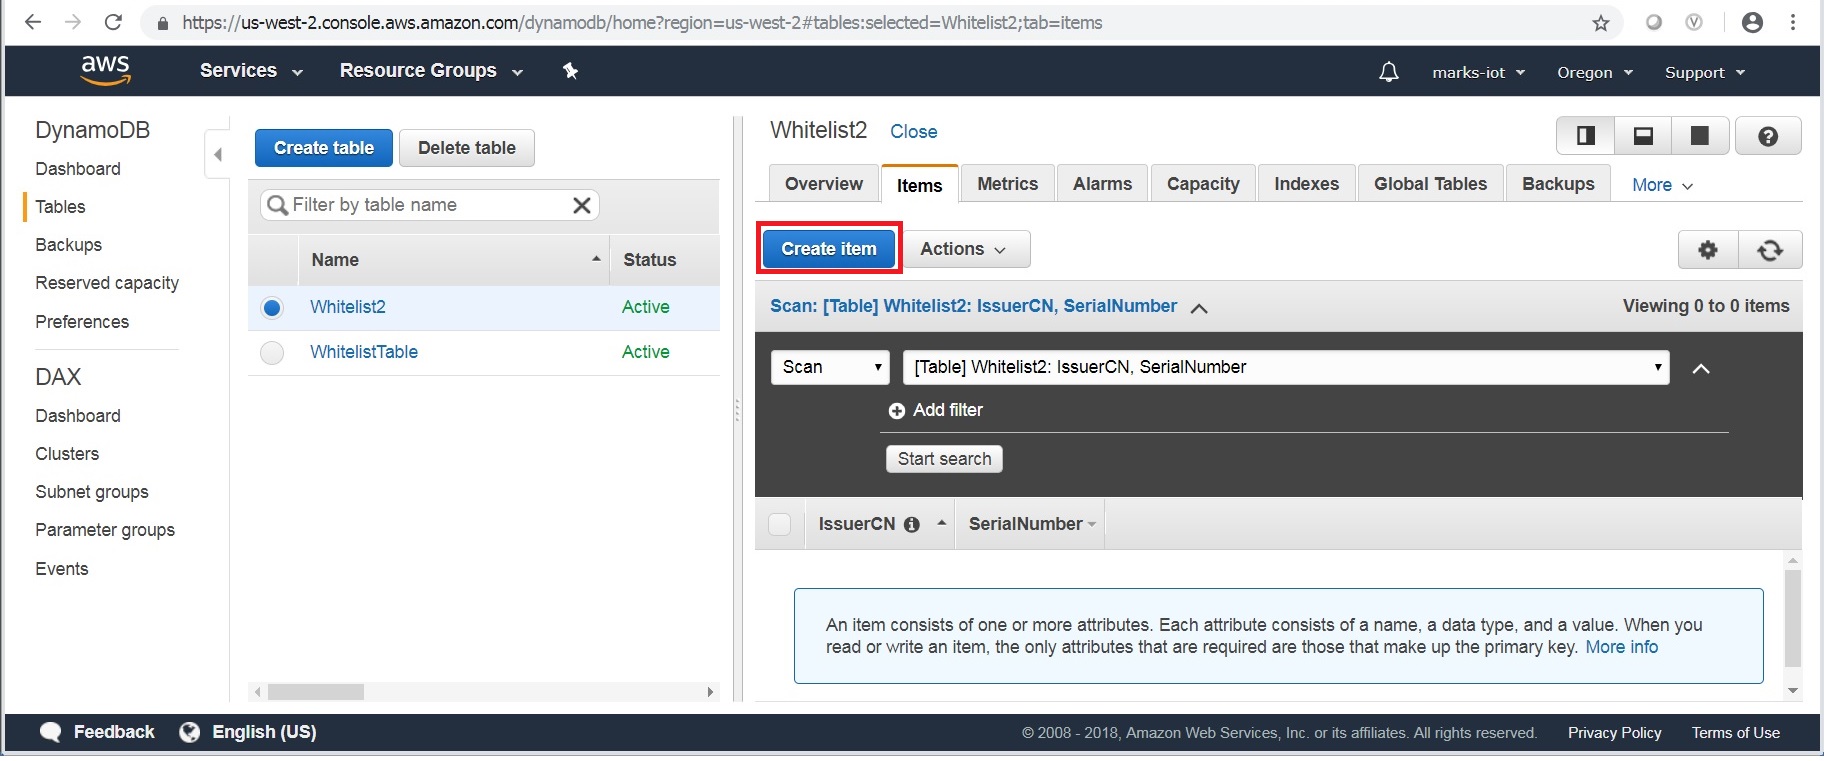 https://us-west-2.console.aws.amazon.com/dynamodb/home?region=us-west-2#tables:selected=Whitelist2;tab=items
aws
Services
Resource Groups
marks-iot
Oregon
Support
DynamoDB
Dashboard
Tables
Backups
Reserved capacity
Preferences
DAX
Dashboard
Clusters
Subnet groups
Parameter groups
Events
Create table
Delete table
Filter by table name
Name
Status
Whitelist2
Active
WhitelistTable
Active
Whitelist2
Close
Overview
Items
Metrics
Alarms
Capacity
Indexes
Global Tables
Backups
More
Create item
Actions
Scan: [Table] Whitelist2: IssuerCN, SerialNumber
Viewing 0 to 0 items
Scan
[Table] Whitelist2: IssuerCN, SerialNumber
Add filter
Start search
IssuerCN
SerialNumber
An item consists of one or more attributes. Each attribute consists of a name, a data type, and a value. When you
read or write an item, the only attributes that are required are those that make up the primary key. More info
Feedback
English (US)
© 2008 - 2018, Amazon Web Services, Inc. or its affiliates. All rights reserved.
Privacy Policy
Terms of Use